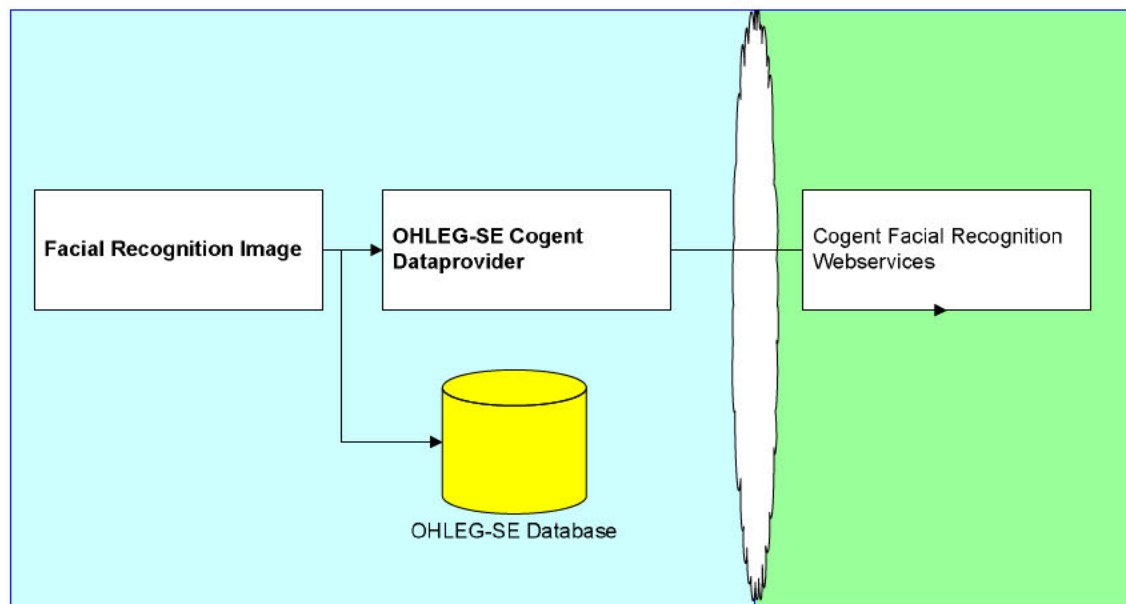 Facial Recognition Image
OHLEG-SE Cogent
Dataprovider
Cogent Facial Recognition
Webservices
OHLEG-SE Database